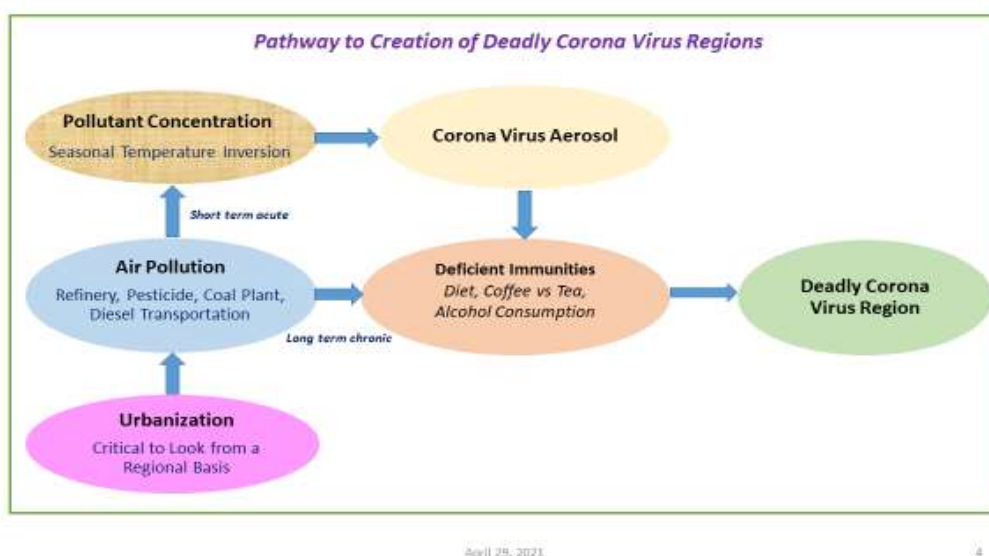 Pathway to Creation of Deadly Corona Virus Regions
Pollutant Concentration
Seasonal Temperature Inversion
Corona Virus Aerosol
Short term acute
Air Pollution
Refinery, Pesticide, Coal Plant,
Diesel Transportation
Long term chronic
Deficient Immunities
Diet, Coffee vs Tea,
Alcohol Consumption
Deadly Corona
Virus Region
Urbanization
Critical to Look from a
Regional Basis
April 29, 2021
4